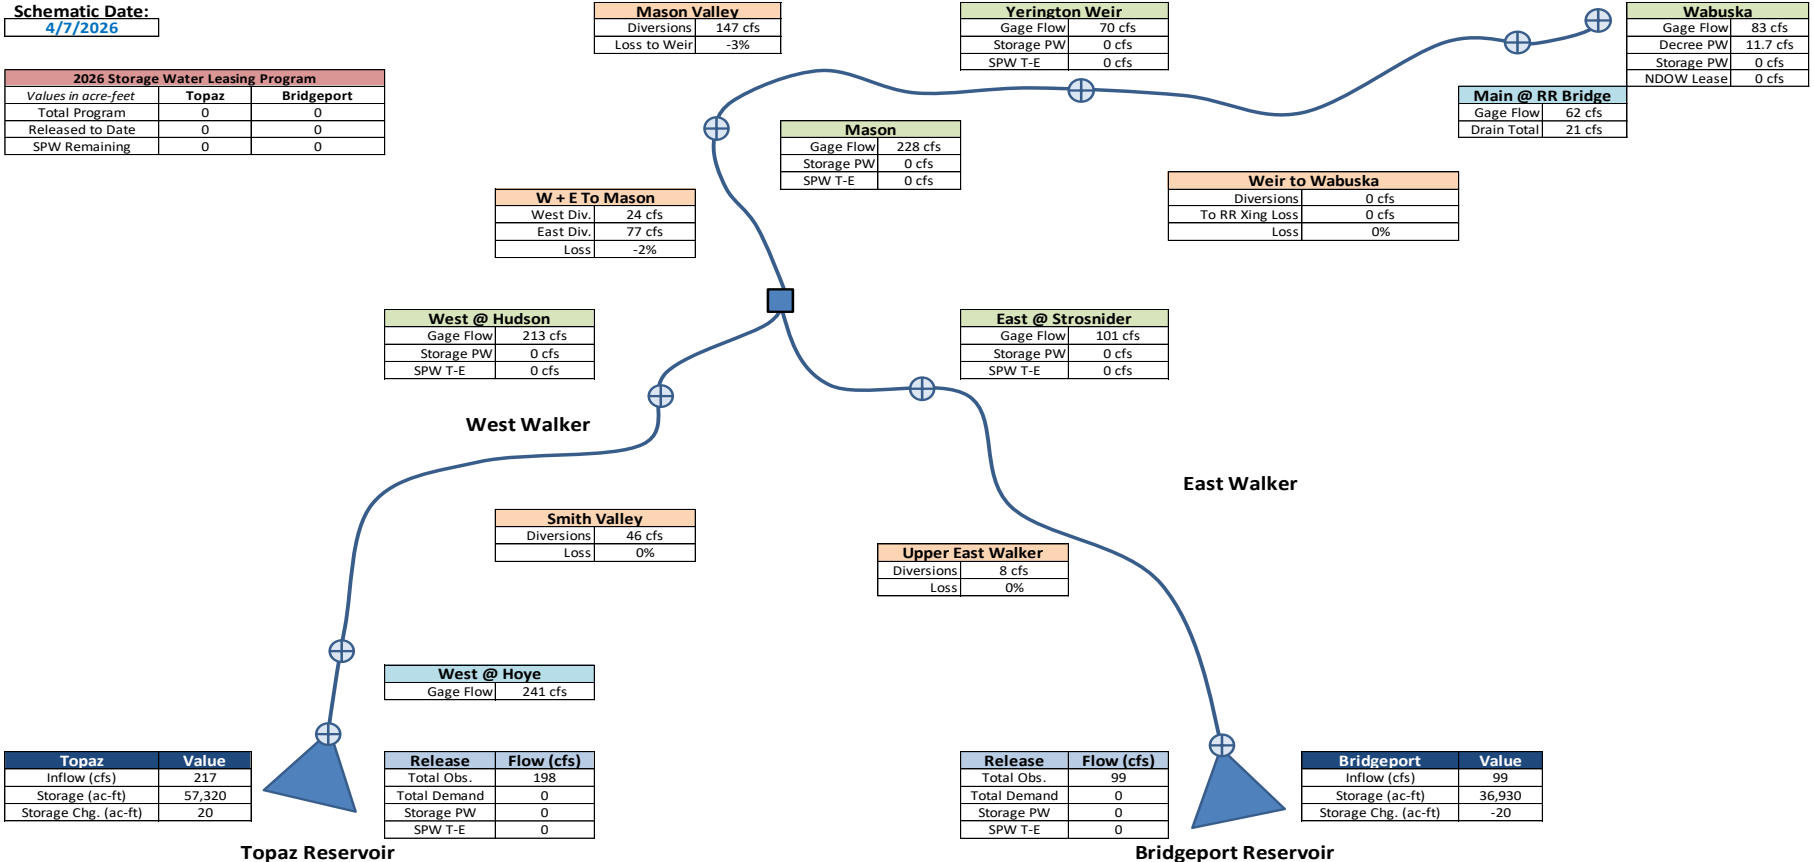 Schematic Date:
4/7/2026
2026 Storage Water Leasing Program
Values in acre-feet Topaz Bridgeport
Total Program 0 0
Released to Date 0 0
SPW Remaining 0 0
Mason Valley
Diversions 147 cfs
Loss to Weir -3%
Yerington Weir
Gage Flow 70 cfs
Storage PW 0 cfs
SPW T-E 0 cfs
Wabuska
Gage Flow 83 cfs
Decree PW 11.7 cfs
Storage PW 0 cfs
NDOW Lease 0 cfs
Main @ RR Bridge
Gage Flow 62 cfs
Drain Total 21 cfs
Mason
Gage Flow 228 cfs
Storage PW 0 cfs
SPW T-E 0 cfs
Weir to Wabuska
Diversions 0 cfs
To RR Xing Loss 0 cfs
Loss 0%
W + E To Mason
West Div. 24 cfs
East Div. 77 cfs
Loss -2%
West @ Hudson
Gage Flow 213 cfs
Storage PW 0 cfs
SPW T-E 0 cfs
East @ Strosnider
Gage Flow 101 cfs
Storage PW 0 cfs
SPW T-E 0 cfs
West Walker
East Walker
Smith Valley
Diversions 46 cfs
Loss 0%
Upper East Walker
Diversions 8 cfs
Loss 0%
West @ Hoye
Gage Flow 241 cfs
Topaz Value
Inflow (cfs) 217
Storage (ac-ft) 57,320
Storage Chg. (ac-ft) 20
Release Flow (cfs)
Total Obs. 198
Total Demand 0
Storage PW 0
SPW T-E 0
Release Flow (cfs)
Total Obs. 99
Total Demand 0
Storage PW 0
SPW T-E 0
Bridgeport Value
Inflow (cfs) 99
Storage (ac-ft) 36,930
Storage Chg. (ac-ft) -20
Topaz Reservoir
Bridgeport Reservoir